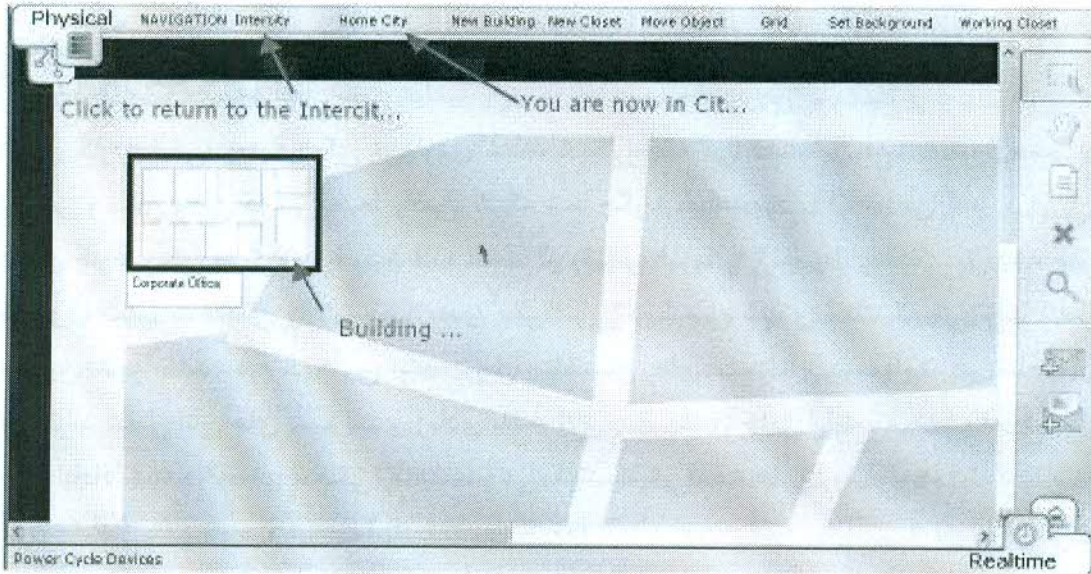 Physical NAVIGATION Intercity Home City New Building New Closet Move Object Grid Set Background Working Closet
Click to return to the Intercit...
You are now in Cit...
Corporate Office
Building ...
Power Cycle Devices
Realtime